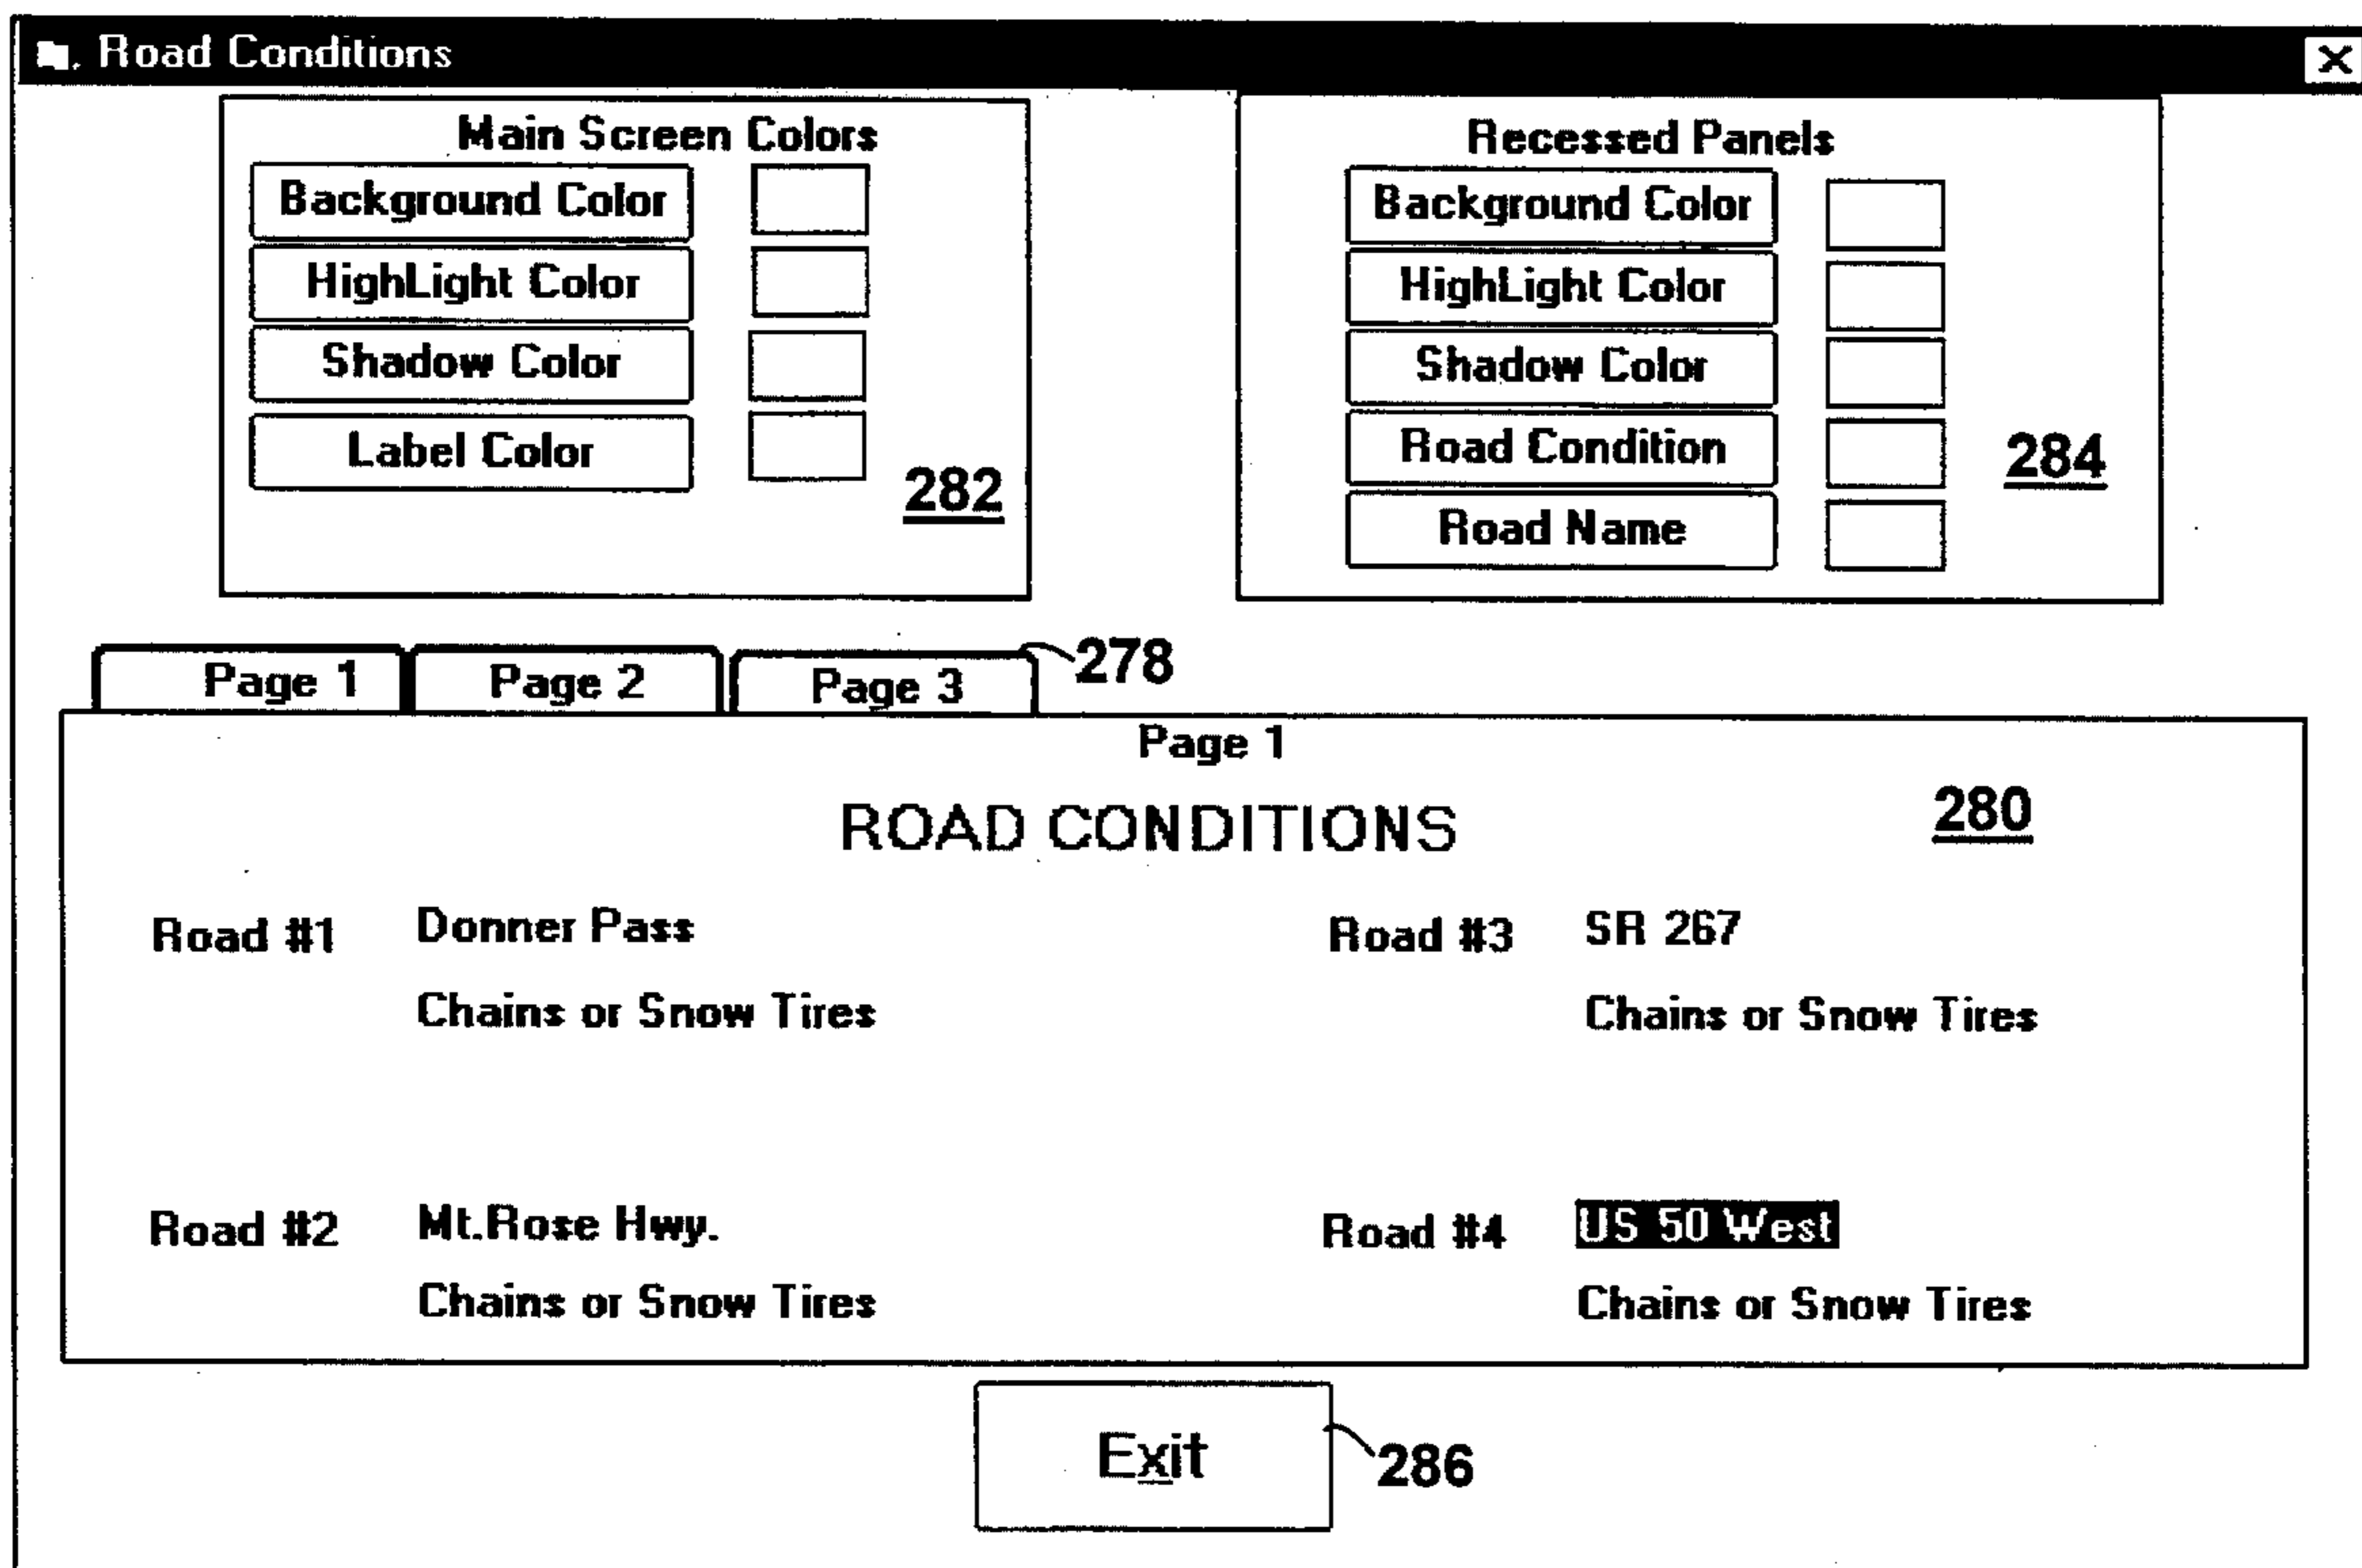 Road Conditions
Main Screen Colors
Background Color
HighLight Color
Shadow Color
Label Color
282
Recessed Panels
Background Color
HighLight Color
Shadow Color
Road Condition
Road Name
284
Page 1
Page 2
Page 3
278
Page 1
ROAD CONDITIONS
280
Road #1 Donner Pass
Chains or Snow Tires
Road #3 SR 267
Chains or Snow Tires
Road #2 Mt.Rose Hwy.
Chains or Snow Tires
Road #4 US 50 West
Chains or Snow Tires
Exit
286